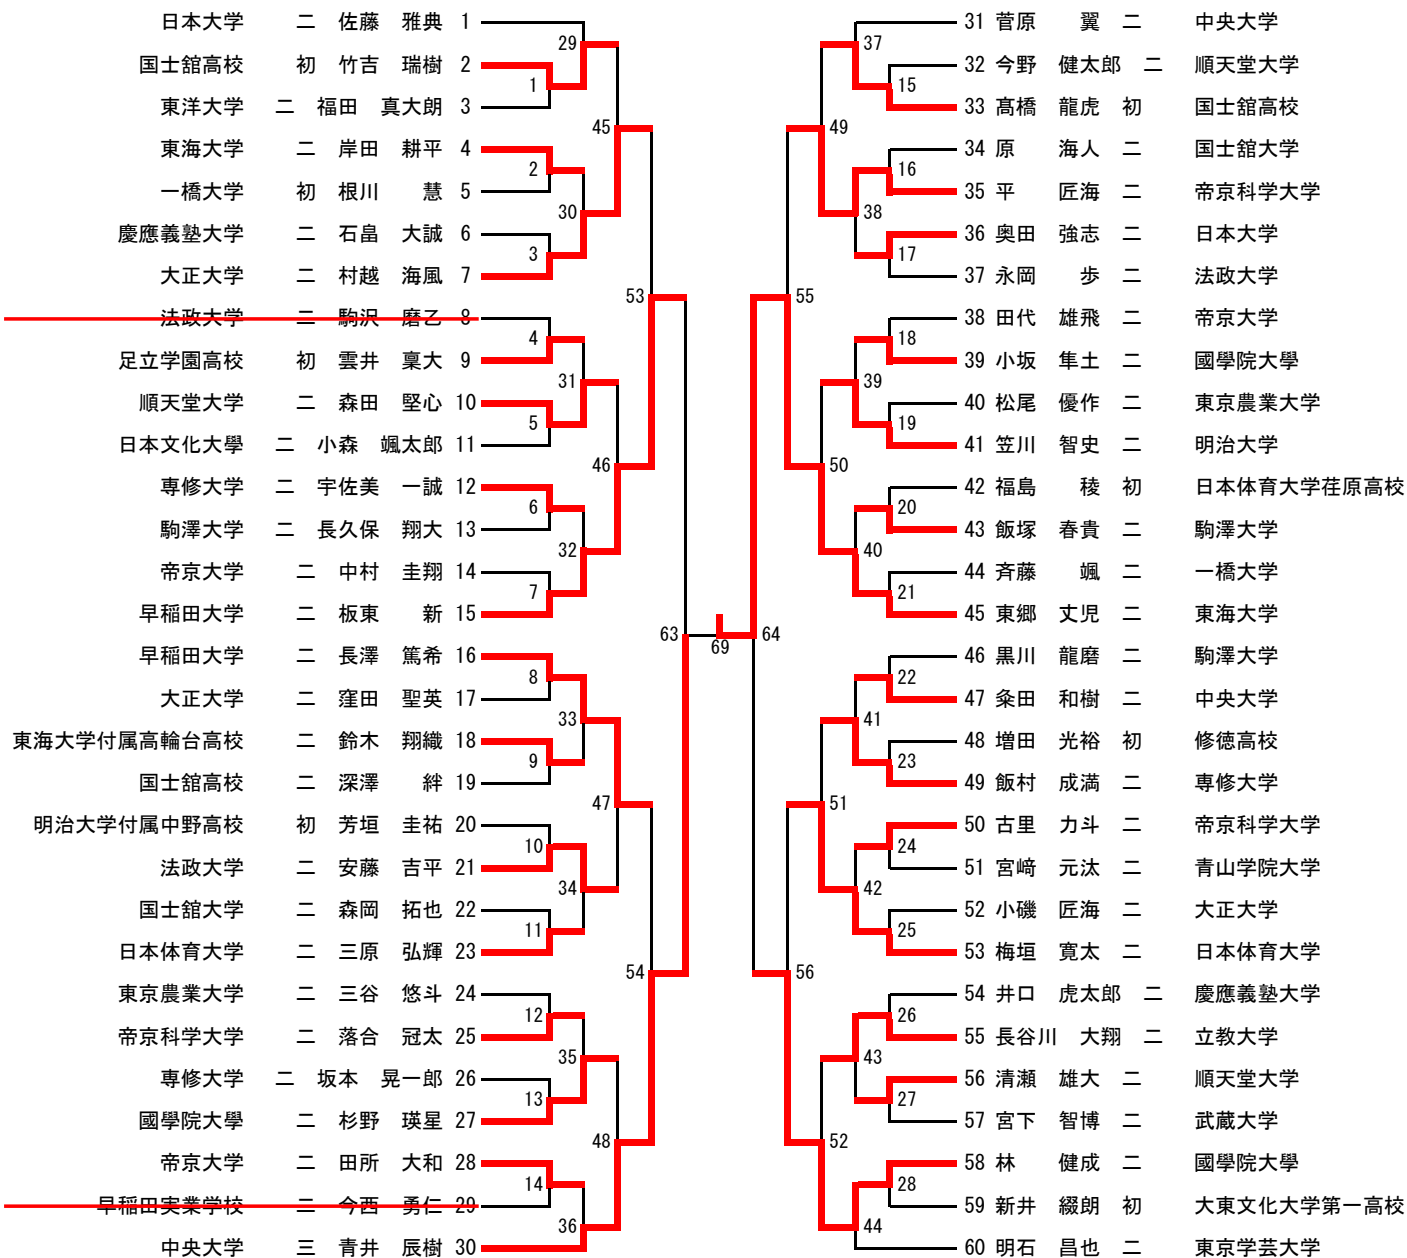 日本大学 二 佐藤 雅典 1
国士舘高校 初 竹吉 瑞樹 2
東洋大学 二 福田 真大朗 3
東海大学 二 岸田 耕平 4
一橋大学 初 根川 慧 5
慶應義塾大学 二 石畠 大誠 6
大正大学 二 村越 海風 7
法政大学 二 駒沢 磨乙 8
足立学園高校 初 雲井 稟大 9
順天堂大学 二 森田 堅心 10
日本文化大學 二 小森 颯太郎 11
専修大学 二 宇佐美 一誠 12
駒澤大学 二 長久保 翔大 13
帝京大学 二 中村 圭翔 14
早稲田大学 二 板東 新 15
早稲田大学 二 長澤 篤希 16
大正大学 二 窪田 聖英 17
東海大学付属高輪台高校 二 鈴木 翔織 18
国士舘高校 二 深澤 絆 19
明治大学付属中野高校 初 芳垣 圭祐 20
法政大学 二 安藤 吉平 21
国士舘大学 二 森岡 拓也 22
日本体育大学 二 三原 弘輝 23
東京農業大学 二 三谷 悠斗 24
帝京科学大学 二 落合 冠太 25
専修大学 二 坂本 晃一郎 26
國學院大學 二 杉野 瑛星 27
帝京大学 二 田所 大和 28
早稲田実業学校 二 今西 勇仁 29
中央大学 三 青井 辰樹 30
1
2
3
4
5
6
7
8
9
10
11
12
13
14
29
30
31
32
33
34
35
36
45
46
47
48
53
54
63
69
64
55
56
49
50
51
52
37
38
39
40
41
42
43
44
15
16
17
18
19
20
21
22
23
24
25
26
27
28
31 菅原 翼 二 中央大学
32 今野 健太郎 二 順天堂大学
33 髙橋 龍虎 初 国士舘高校
34 原 海人 二 国士舘大学
35 平 匠海 二 帝京科学大学
36 奥田 強志 二 日本大学
37 永岡 歩 二 法政大学
38 田代 雄飛 二 帝京大学
39 小坂 隼土 二 國學院大學
40 松尾 優作 二 東京農業大学
41 笠川 智史 二 明治大学
42 福島 稜 初 日本体育大学荏原高校
43 飯塚 春貴 二 駒澤大学
44 斉藤 颯 二 一橋大学
45 東郷 丈児 二 東海大学
46 黒川 龍磨 二 駒澤大学
47 粂田 和樹 二 中央大学
48 増田 光裕 初 修徳高校
49 飯村 成満 二 専修大学
50 古里 力斗 二 帝京科学大学
51 宮﨑 元汰 二 青山学院大学
52 小磯 匠海 二 大正大学
53 梅垣 寛太 二 日本体育大学
54 井口 虎太郎 二 慶應義塾大学
55 長谷川 大翔 二 立教大学
56 清瀬 雄大 二 順天堂大学
57 宮下 智博 二 武蔵大学
58 林 健成 二 國學院大學
59 新井 綴朗 初 大東文化大学第一高校
60 明石 昌也 二 東京学芸大学